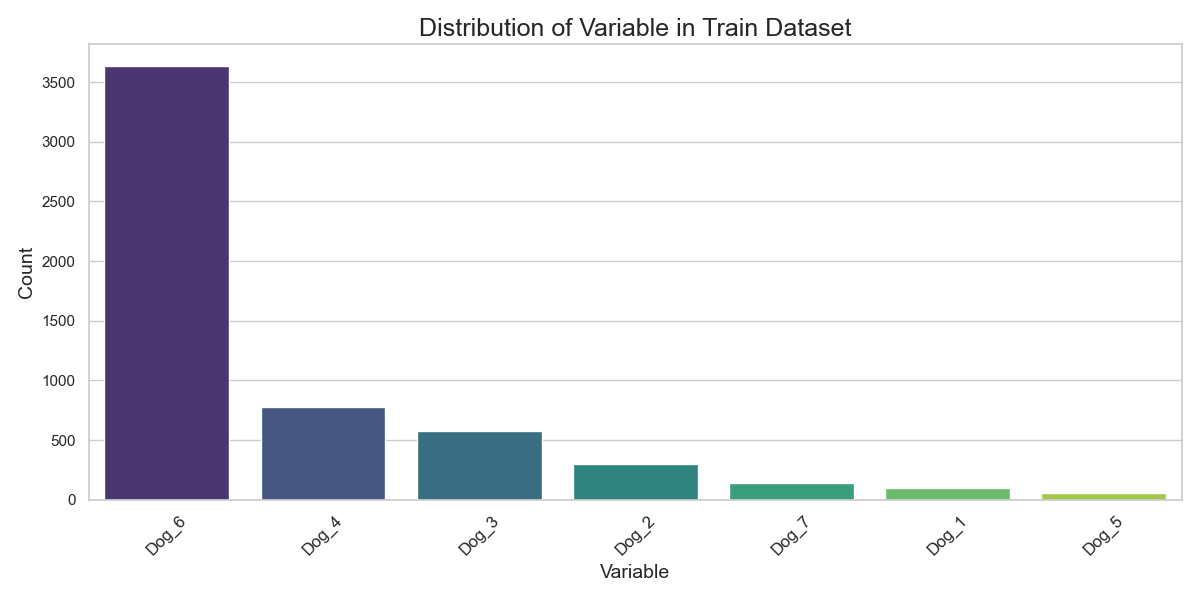 Distribution of Variable in Train Dataset
Count
3500
3000
2500
2000
1500
1000
500
0
Dog_6
Dog_4
Dog_3
Dog_2
Dog_7
Dog_1
Dog_5
Variable